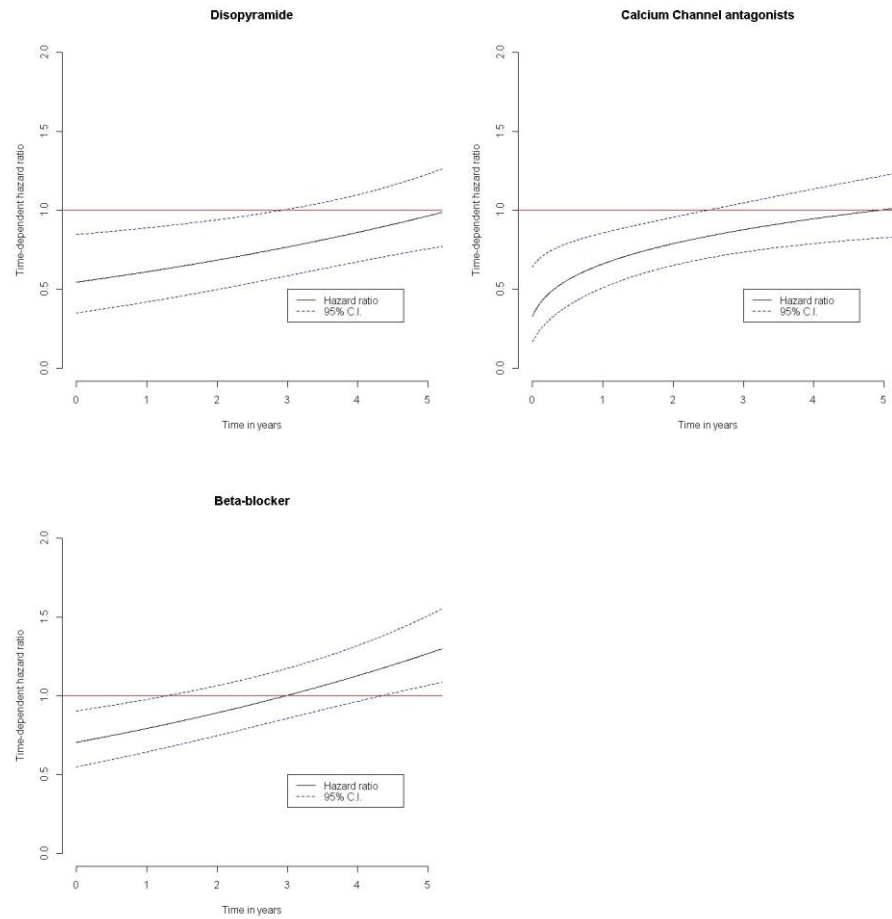 Disopyramide
Time-dependent hazard ratio
2.0
1.5
1.0
0.5
0.0
Hazard ratio
95% C.I.
0 1 2 3 4 5
Time in years
Calcium Channel antagonists
Time-dependent hazard ratio
2.0
1.5
1.0
0.5
0.0
Hazard ratio
95% C.I.
0 1 2 3 4 5
Time in years
Beta-blocker
Time-dependent hazard ratio
2.0
1.5
1.0
0.5
0.0
Hazard ratio
95% C.I.
0 1 2 3 4 5
Time in years